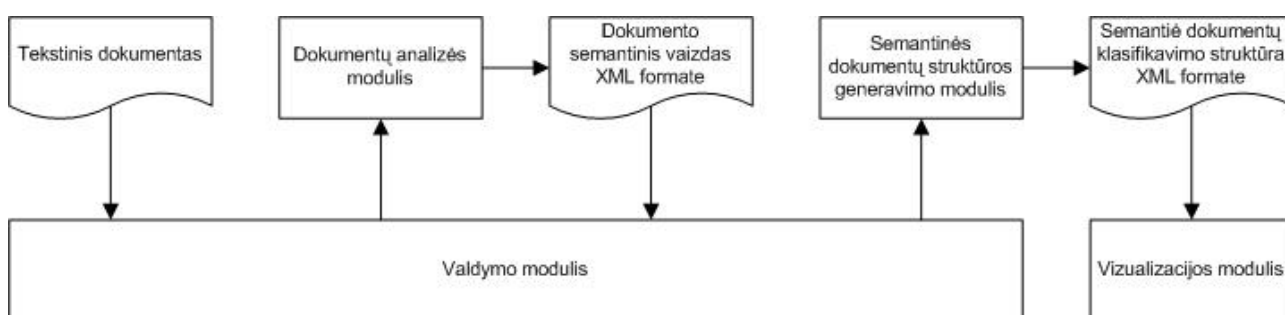 Tekstinis dokumentas
Dokumentų analizės
modulis
Dokumento
semantinis vaizdas
XML formate
Semantinės
dokumentų struktūros
generavimo modulis
Semantiė dokumentų
klasifikavimo struktūra
XML formate
Valdymo modulis
Vizualizacijos modulis